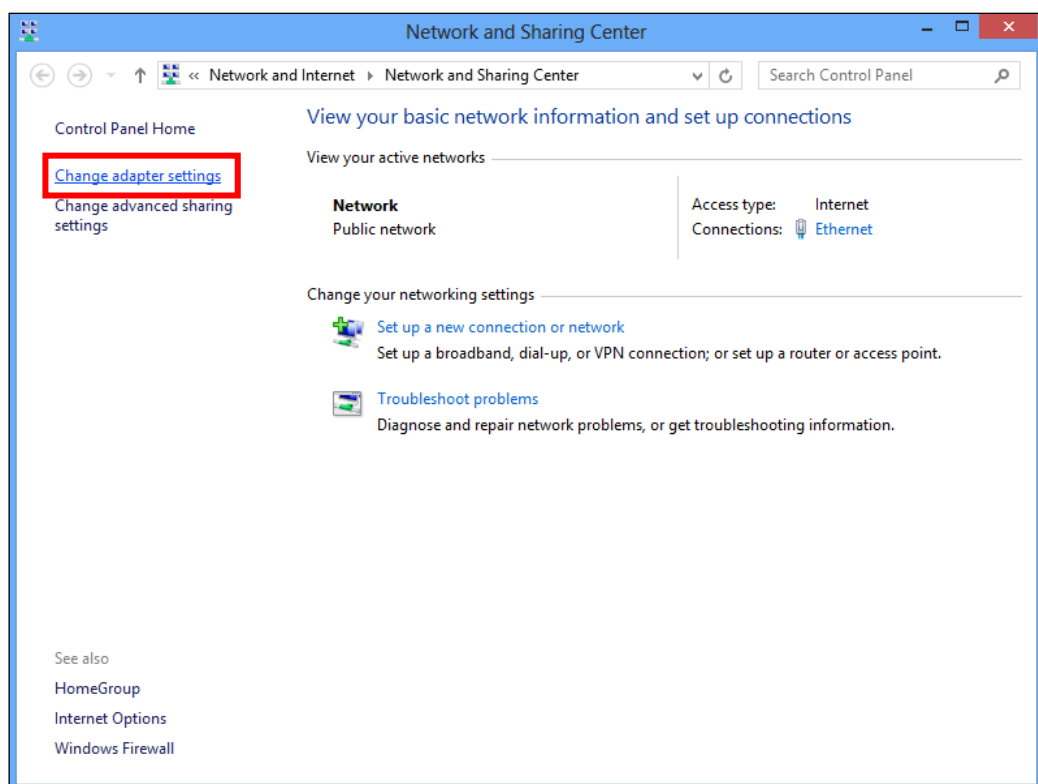 Network and Sharing Center
« Network and Internet ▸ Network and Sharing Center
Search Control Panel
Control Panel Home
Change adapter settings
Change advanced sharing
settings
View your basic network information and set up connections
View your active networks
Network
Public network
Access type: Internet
Connections: Ethernet
Change your networking settings
Set up a new connection or network
Set up a broadband, dial-up, or VPN connection; or set up a router or access point.
Troubleshoot problems
Diagnose and repair network problems, or get troubleshooting information.
See also
HomeGroup
Internet Options
Windows Firewall